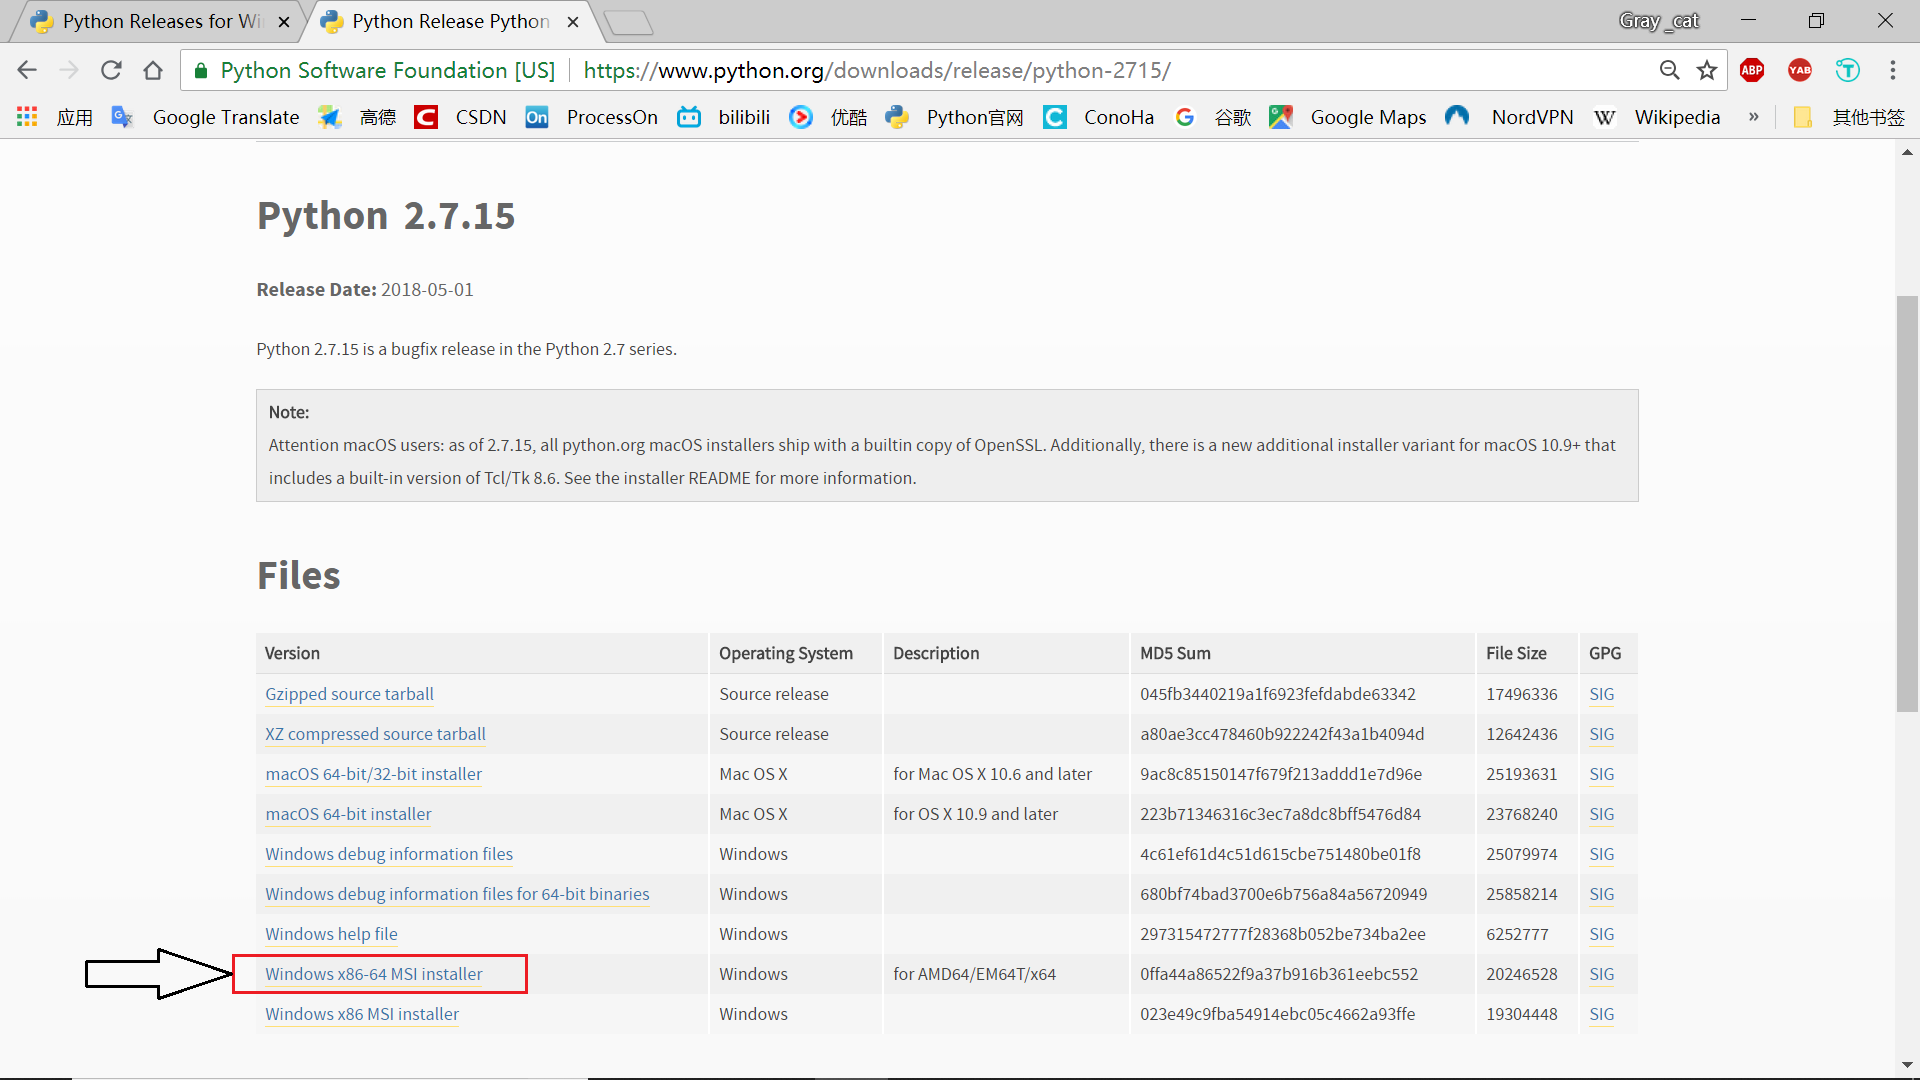 Python Releases for Wi
Python Release Python
Gray_cat
Python Software Foundation [US]
https://www.python.org/downloads/release/python-2715/
ABP
YAB
应用
Google Translate
高德
CSDN
On
ProcessOn
bilibili
优酷
Python官网
ConoHa
谷歌
Google Maps
NordVPN
W
Wikipedia
»
其他书签
Python 2.7.15
Release Date: 2018-05-01
Python 2.7.15 is a bugfix release in the Python 2.7 series.
Note:
Attention macOS users: as of 2.7.15, all python.org macOS installers ship with a builtin copy of OpenSSL. Additionally, there is a new additional installer variant for macOS 10.9+ that
includes a built-in version of Tcl/Tk 8.6. See the installer README for more information.
Files
Version Operating System Description MD5 Sum File Size GPG
Gzipped source tarball Source release 045fb3440219a1f6923fefdabde63342 17496336 SIG
XZ compressed source tarball Source release a80ae3cc478460b922242f43a1b4094d 12642436 SIG
macOS 64-bit/32-bit installer Mac OS X for Mac OS X 10.6 and later 9ac8c85150147f679f213addd1e7d96e 25193631 SIG
macOS 64-bit installer Mac OS X for OS X 10.9 and later 223b71346316c3ec7a8dc8bff5476d84 23768240 SIG
Windows debug information files Windows 4c61ef61d4c51d615cbe751480be01f8 25079974 SIG
Windows debug information files for 64-bit binaries Windows 680bf74bad3700e6b756a84a56720949 25858214 SIG
Windows help file Windows 297315472777f28368b052be734ba2ee 6252777 SIG
Windows x86-64 MSI installer Windows for AMD64/EM64T/x64 0ffa44a86522f9a37b916b361eebc552 20246528 SIG
Windows x86 MSI installer Windows 023e49c9fba54914ebc05c4662a93ffe 19304448 SIG